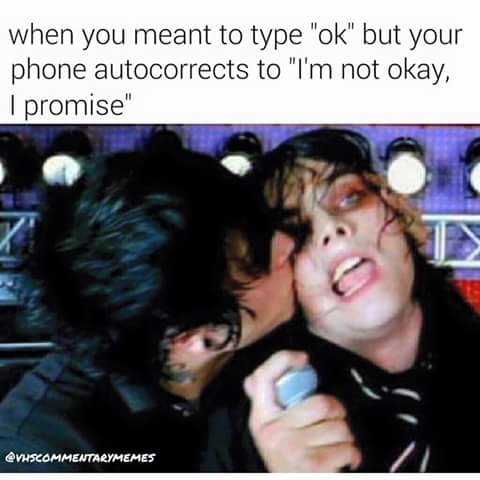 when you meant to type "ok" but your
phone autocorrects to "I'm not okay,
I promise"
@VHSCOMMENTARYMEMES